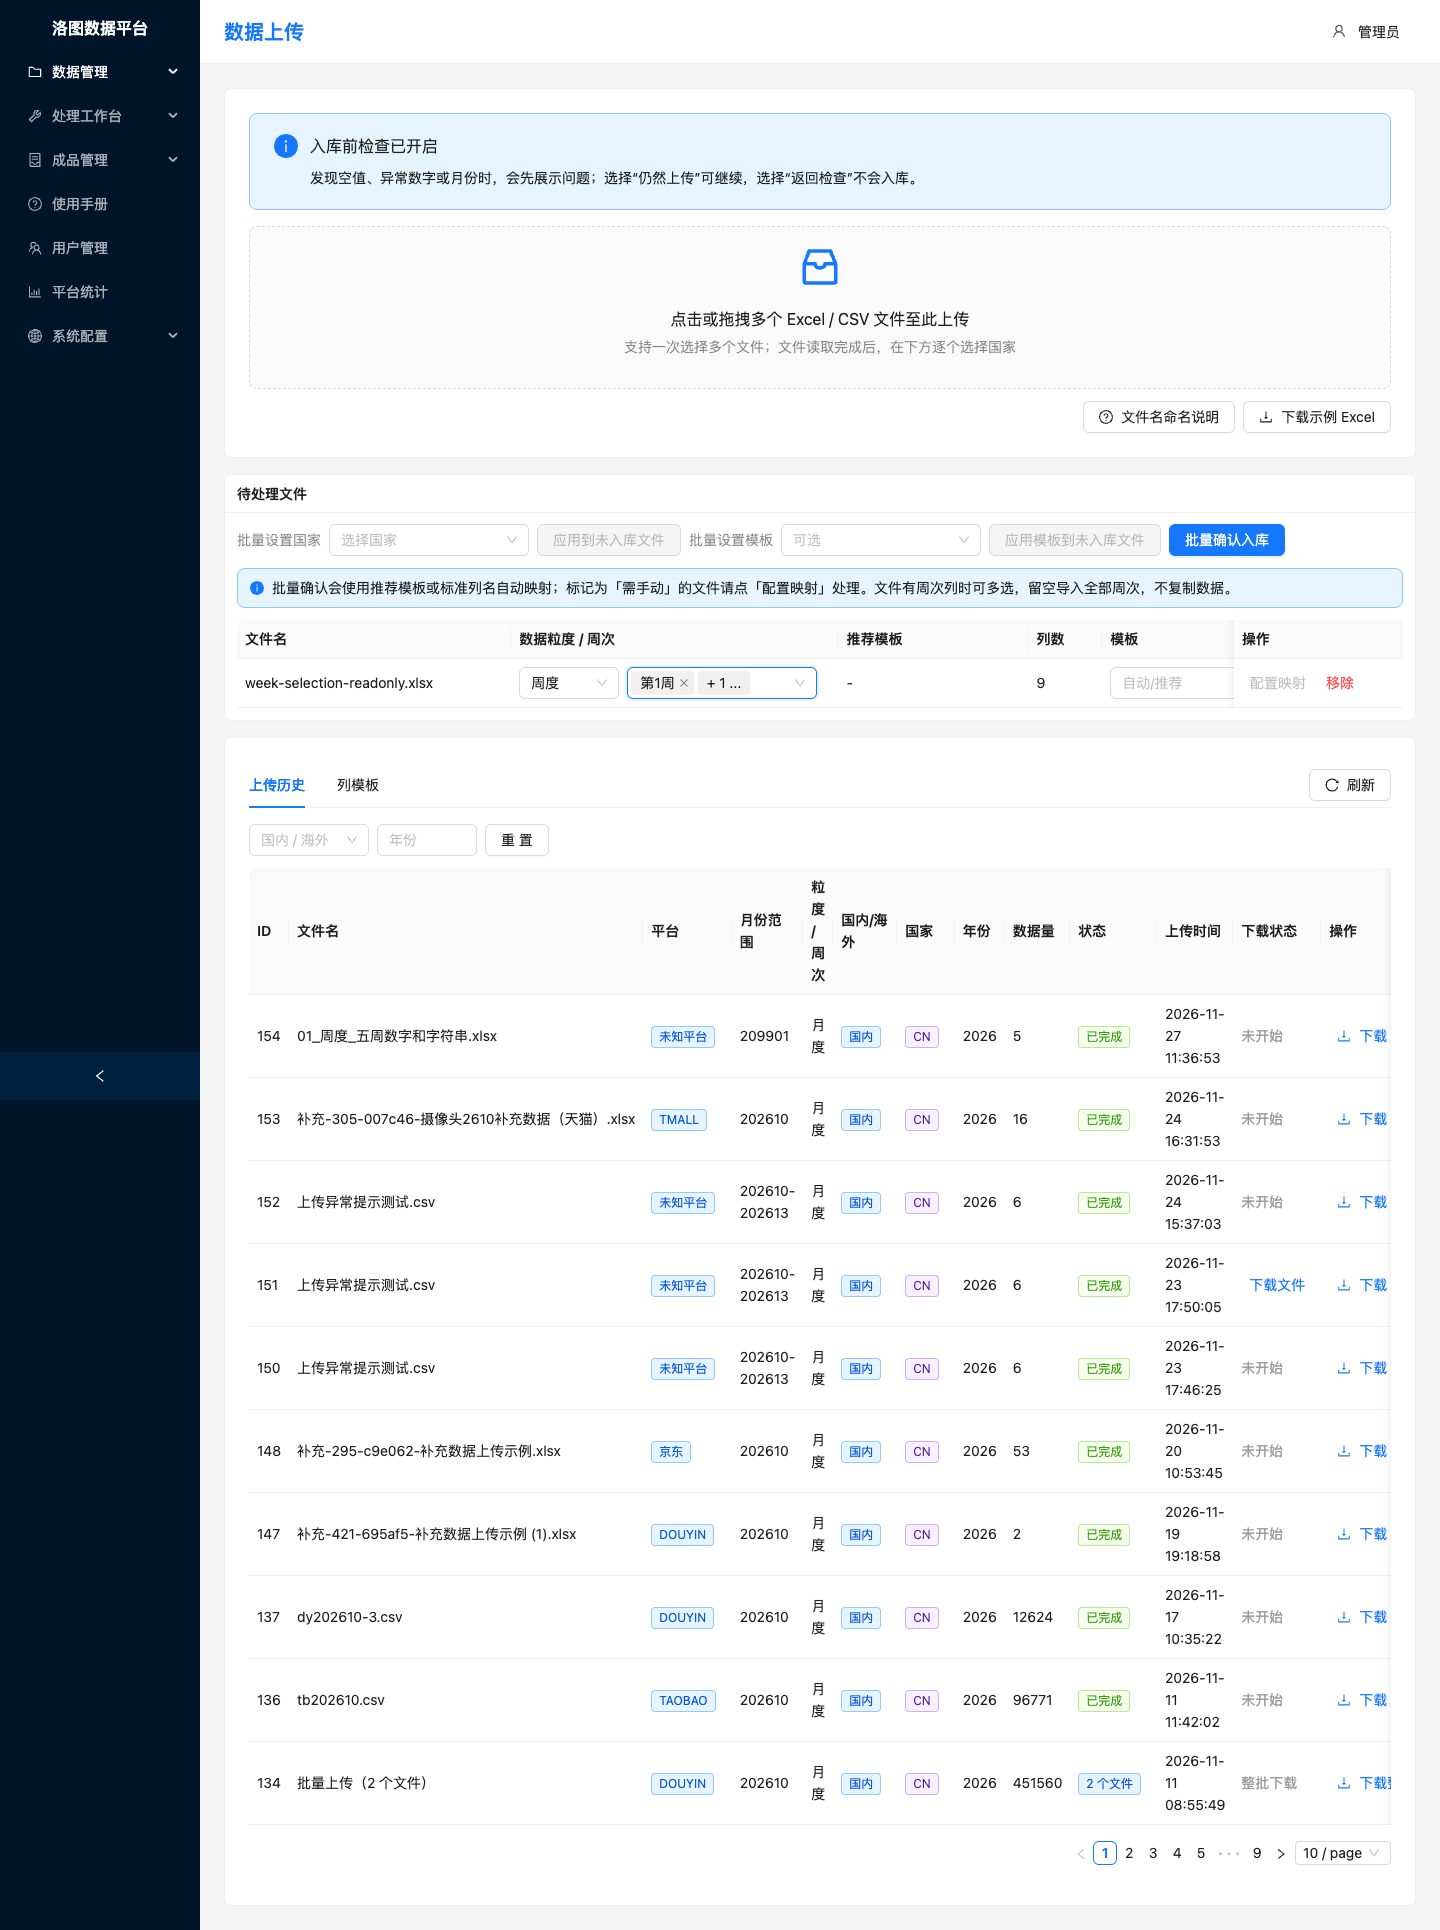 洛图数据平台
数据管理
处理工作台
成品管理
使用手册
用户管理
平台统计
系统配置
数据上传
管理员
入库前检查已开启
发现空值、异常数字或月份时，会先展示问题；选择“仍然上传”可继续，选择“返回检查”不会入库。
点击或拖拽多个 Excel / CSV 文件至此上传
支持一次选择多个文件；文件读取完成后，在下方逐个选择国家
文件名命名说明 下载示例 Excel
待处理文件
批量设置国家 选择国家 应用到未入库文件 批量设置模板 可选 应用模板到未入库文件 批量确认入库
批量确认会使用推荐模板或标准列名自动映射；标记为「需手动」的文件请点「配置映射」处理。文件有周次列时可多选，留空导入全部周次，不复制数据。
文件名 数据粒度 / 周次 推荐模板 列数 模板 操作
week-selection-readonly.xlsx 周度 第1周 + 1 ... - 9 自动/推荐 配置映射 移除
上传历史 列模板 刷新
国内 / 海外 年份 重 置
ID 文件名 平台 月份范围 粒度/周次 国内/海外 国家 年份 数据量 状态 上传时间 下载状态 操作
154 01_周度_五周数字和字符串.xlsx 未知平台 209901 月度 国内 CN 2026 5 已完成 2026-11-27 11:36:53 未开始 下载
153 补充-305-007c46-摄像头2610补充数据（天猫）.xlsx TMALL 202610 月度 国内 CN 2026 16 已完成 2026-11-24 16:31:53 未开始 下载
152 上传异常提示测试.csv 未知平台 202610-202613 月度 国内 CN 2026 6 已完成 2026-11-24 15:37:03 未开始 下载
151 上传异常提示测试.csv 未知平台 202610-202613 月度 国内 CN 2026 6 已完成 2026-11-23 17:50:05 下载文件 下载
150 上传异常提示测试.csv 未知平台 202610-202613 月度 国内 CN 2026 6 已完成 2026-11-23 17:46:25 未开始 下载
148 补充-295-c9e062-补充数据上传示例.xlsx 京东 202610 月度 国内 CN 2026 53 已完成 2026-11-20 10:53:45 未开始 下载
147 补充-421-695af5-补充数据上传示例 (1).xlsx DOUYIN 202610 月度 国内 CN 2026 2 已完成 2026-11-19 19:18:58 未开始 下载
137 dy202610-3.csv DOUYIN 202610 月度 国内 CN 2026 12624 已完成 2026-11-17 10:35:22 未开始 下载
136 tb202610.csv TAOBAO 202610 月度 国内 CN 2026 96771 已完成 2026-11-11 11:42:02 未开始 下载
134 批量上传（2 个文件） DOUYIN 202610 月度 国内 CN 2026 451560 2 个文件 2026-11-11 08:55:49 整批下载 下载
1 2 3 4 5 ••• 9 10 / page